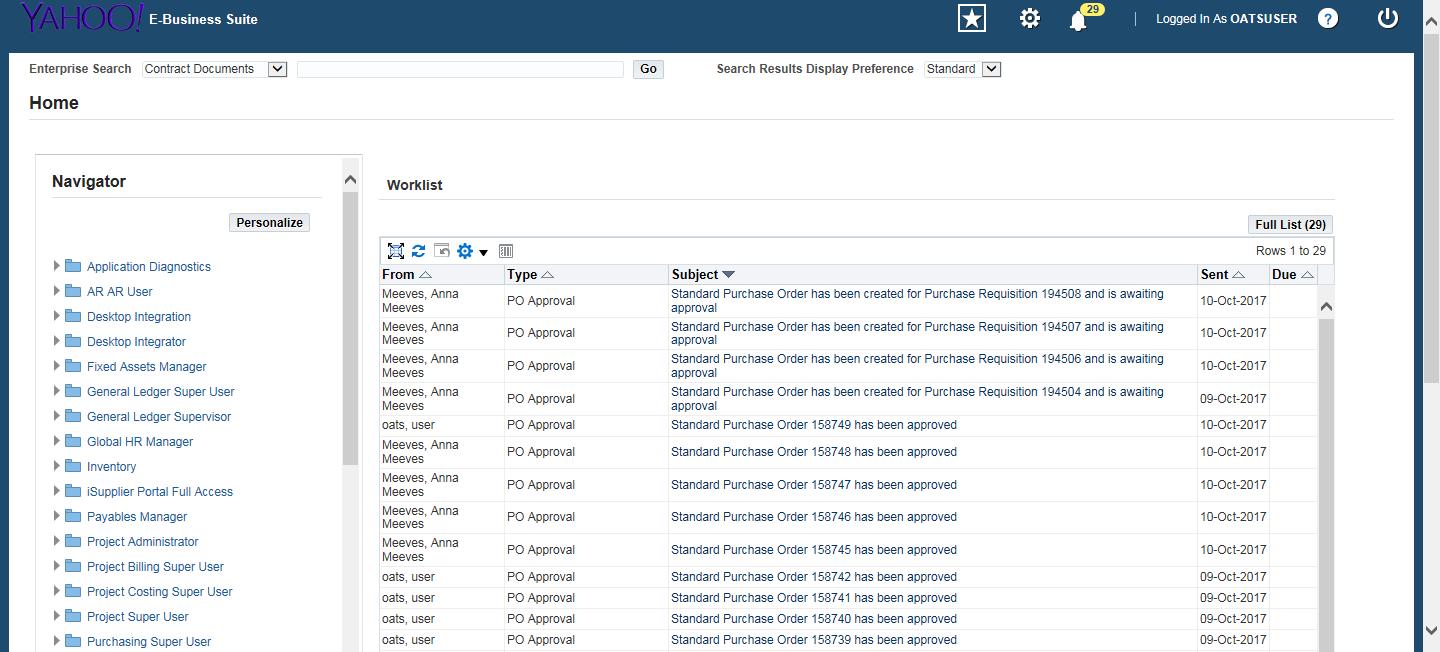 YAHOO! E-Business Suite
29
Logged In As OATSUSER
?
Enterprise Search Contract Documents Go Search Results Display Preference Standard
Home
Navigator
Personalize
Application Diagnostics
AR AR User
Desktop Integration
Desktop Integrator
Fixed Assets Manager
General Ledger Super User
General Ledger Supervisor
Global HR Manager
Inventory
iSupplier Portal Full Access
Payables Manager
Project Administrator
Project Billing Super User
Project Costing Super User
Project Super User
Purchasing Super User
Worklist
Full List (29)
Rows 1 to 29
From Type Subject Sent Due
Meeves, Anna
Meeves
PO Approval
Standard Purchase Order has been created for Purchase Requisition 194508 and is awaiting
approval
10-Oct-2017
Meeves, Anna
Meeves
PO Approval
Standard Purchase Order has been created for Purchase Requisition 194507 and is awaiting
approval
10-Oct-2017
Meeves, Anna
Meeves
PO Approval
Standard Purchase Order has been created for Purchase Requisition 194506 and is awaiting
approval
10-Oct-2017
Meeves, Anna
Meeves
PO Approval
Standard Purchase Order has been created for Purchase Requisition 194504 and is awaiting
approval
09-Oct-2017
oats, user PO Approval Standard Purchase Order 158749 has been approved 10-Oct-2017
Meeves, Anna
Meeves
PO Approval Standard Purchase Order 158748 has been approved 10-Oct-2017
Meeves, Anna
Meeves
PO Approval Standard Purchase Order 158747 has been approved 10-Oct-2017
Meeves, Anna
Meeves
PO Approval Standard Purchase Order 158746 has been approved 10-Oct-2017
Meeves, Anna
Meeves
PO Approval Standard Purchase Order 158745 has been approved 10-Oct-2017
oats, user PO Approval Standard Purchase Order 158742 has been approved 09-Oct-2017
oats, user PO Approval Standard Purchase Order 158741 has been approved 09-Oct-2017
oats, user PO Approval Standard Purchase Order 158740 has been approved 09-Oct-2017
oats, user PO Approval Standard Purchase Order 158739 has been approved 09-Oct-2017